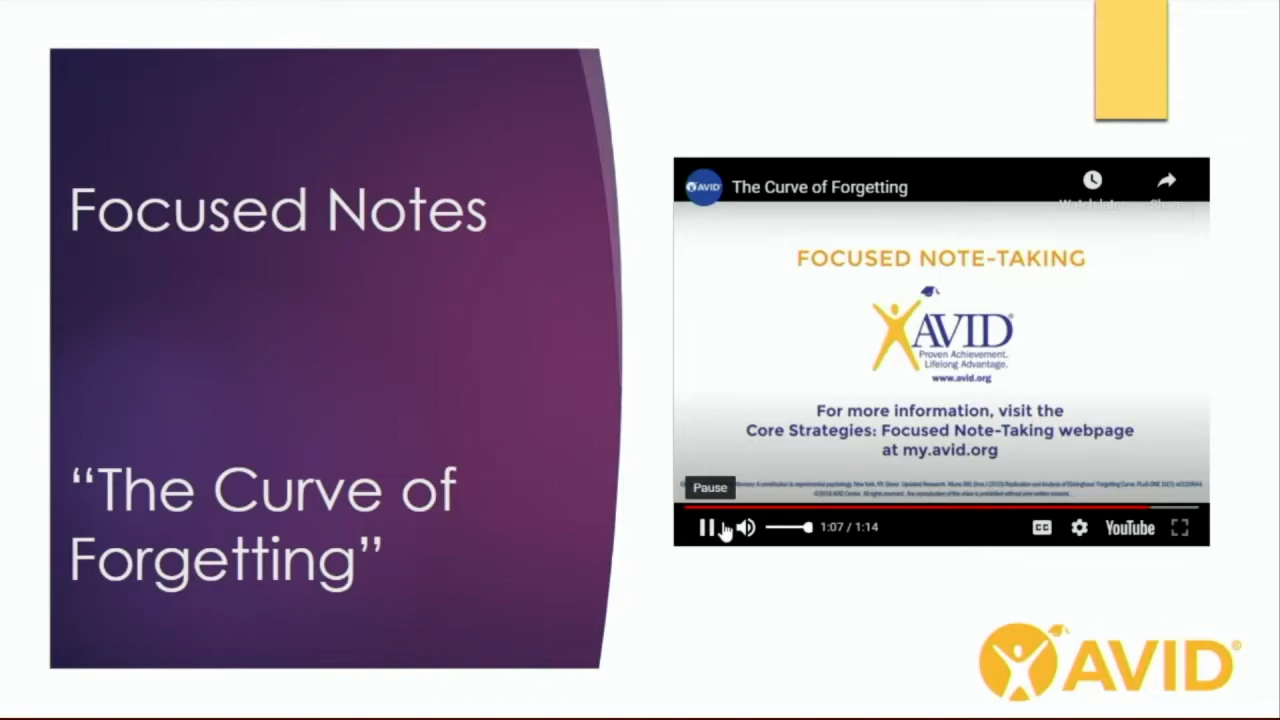 Focused Notes
“The Curve of
Forgetting”
AVID
The Curve of Forgetting
FOCUSED NOTE-TAKING
AVID®
Proven Achievement.
Lifelong Advantage.
www.avid.org
For more information, visit the
Core Strategies: Focused Note-Taking webpage
at my.avid.org
Pause
1:07 / 1:14
CC
YouTube
AVID®